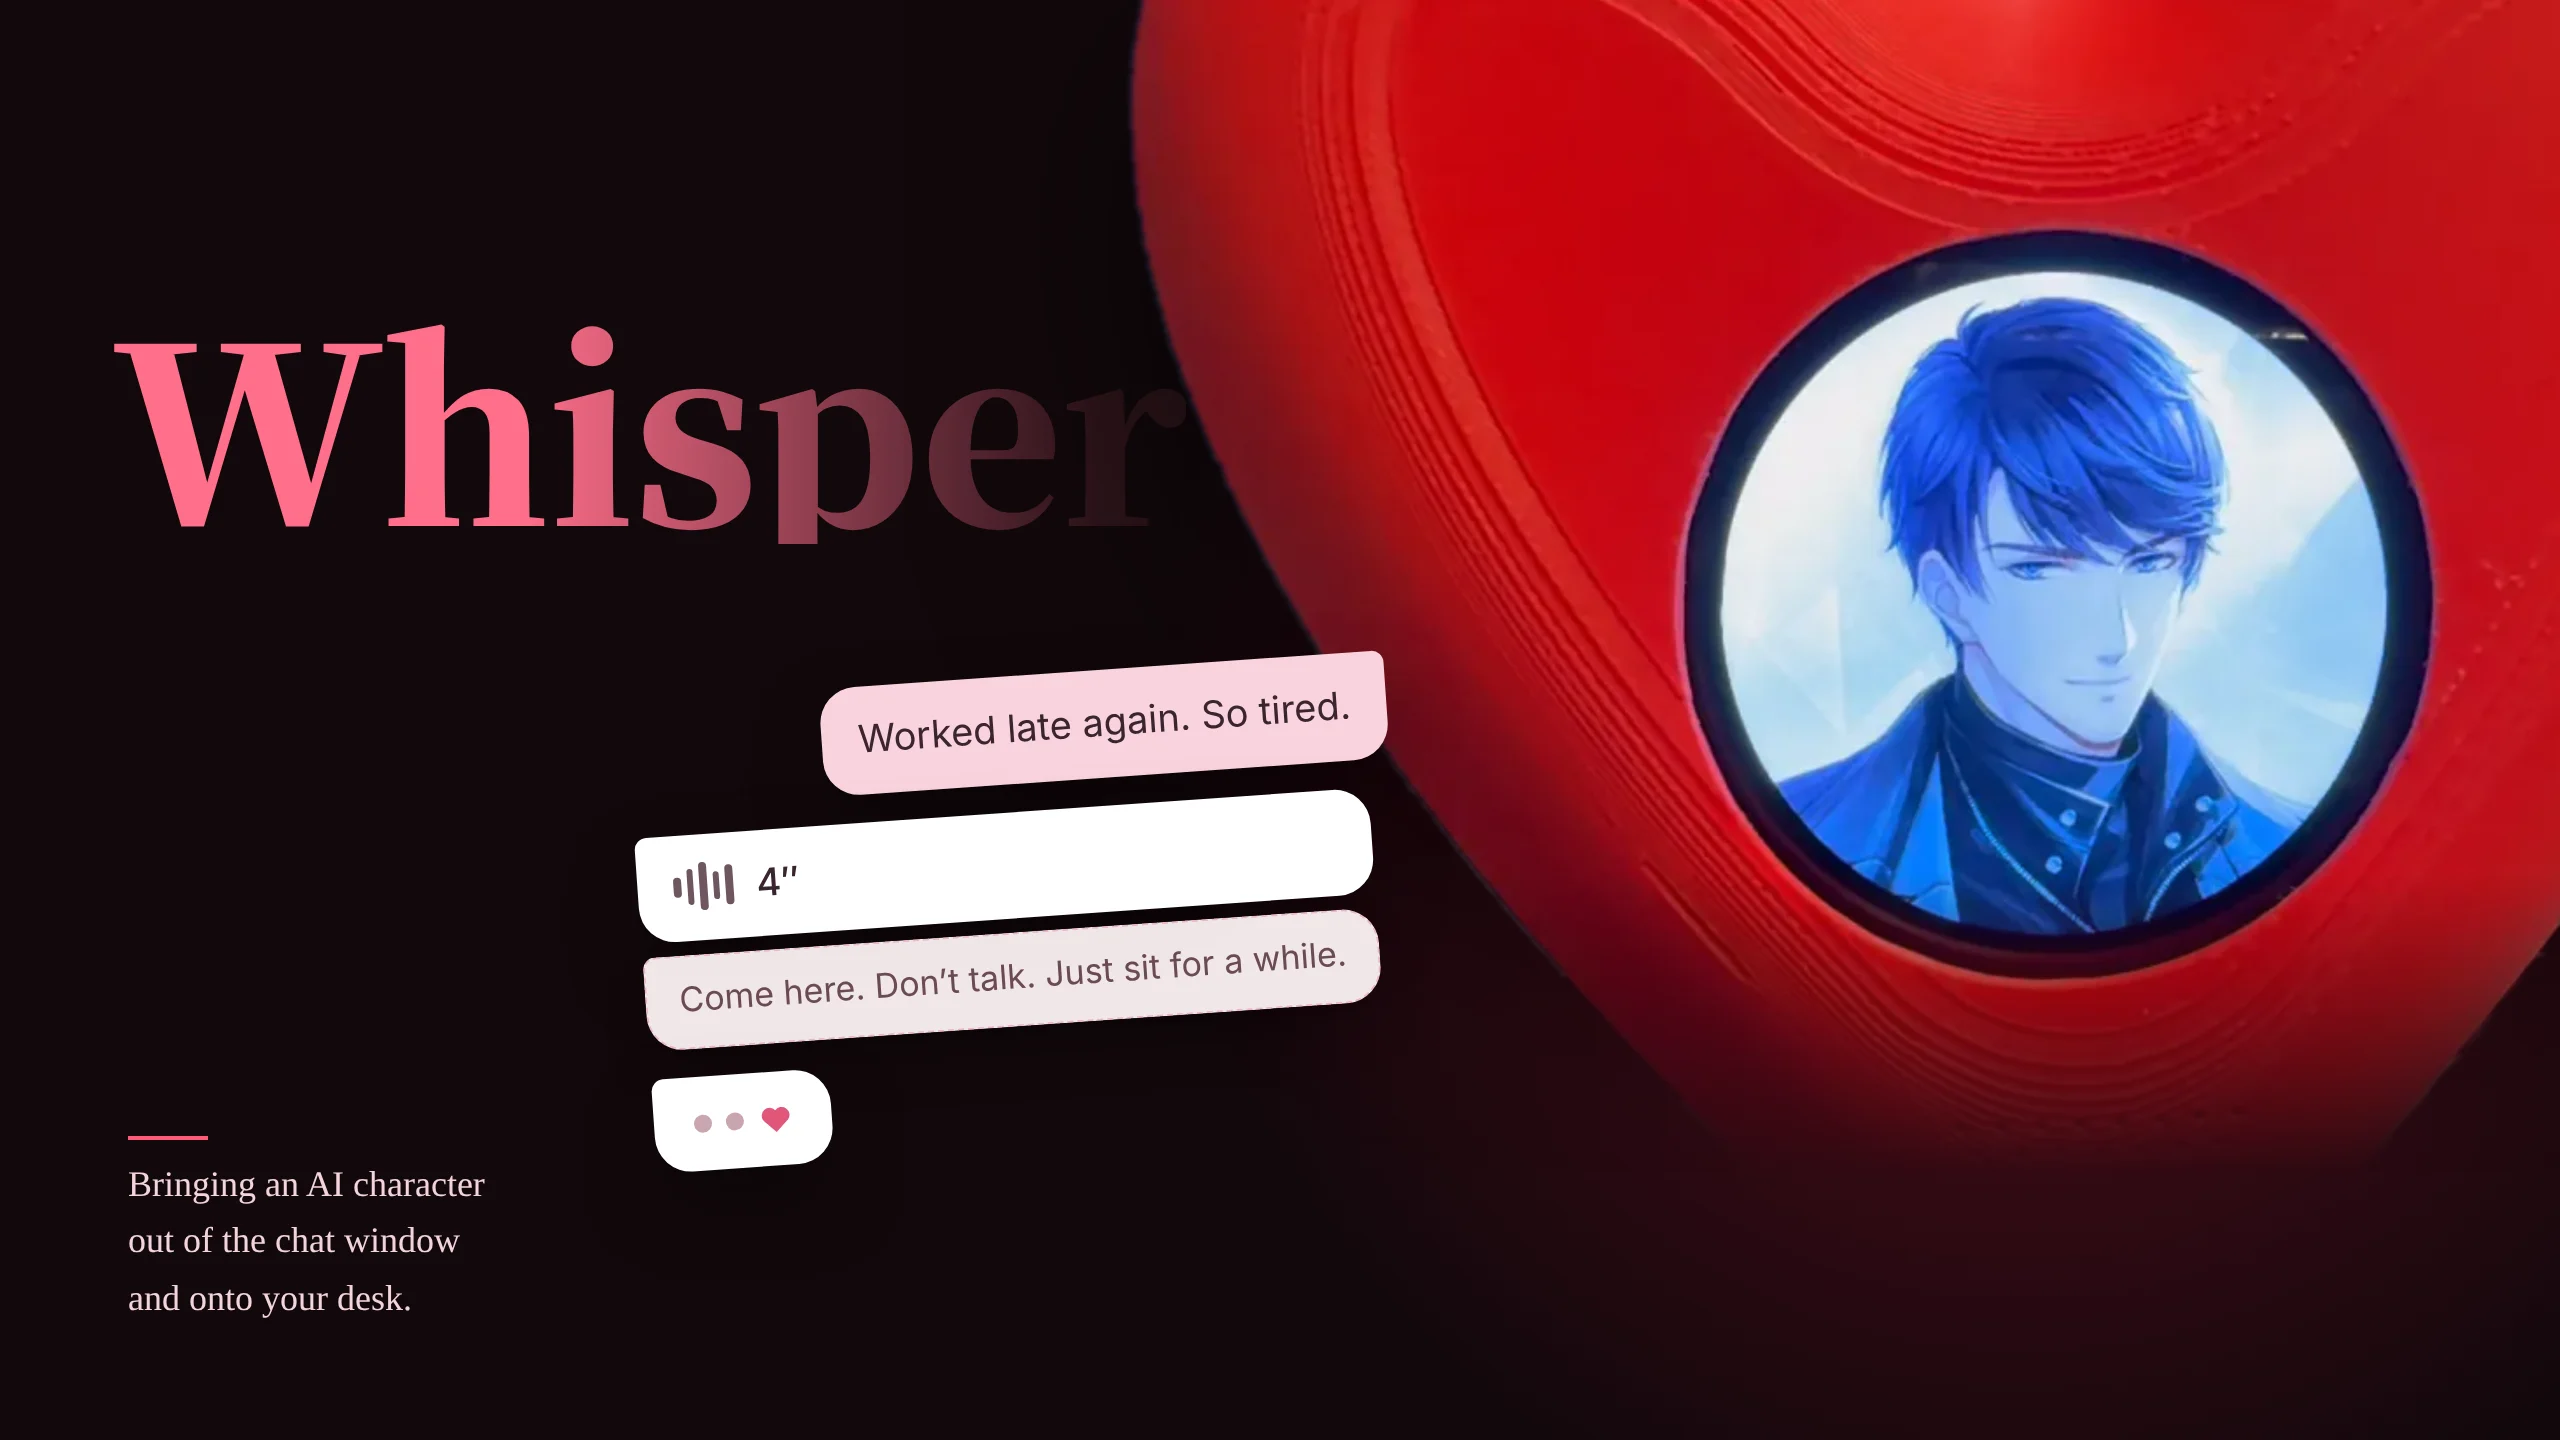 Whisper
Worked late again. So tired.
4″
Come here. Don’t talk. Just sit for a while.
Bringing an AI character
out of the chat window
and onto your desk.